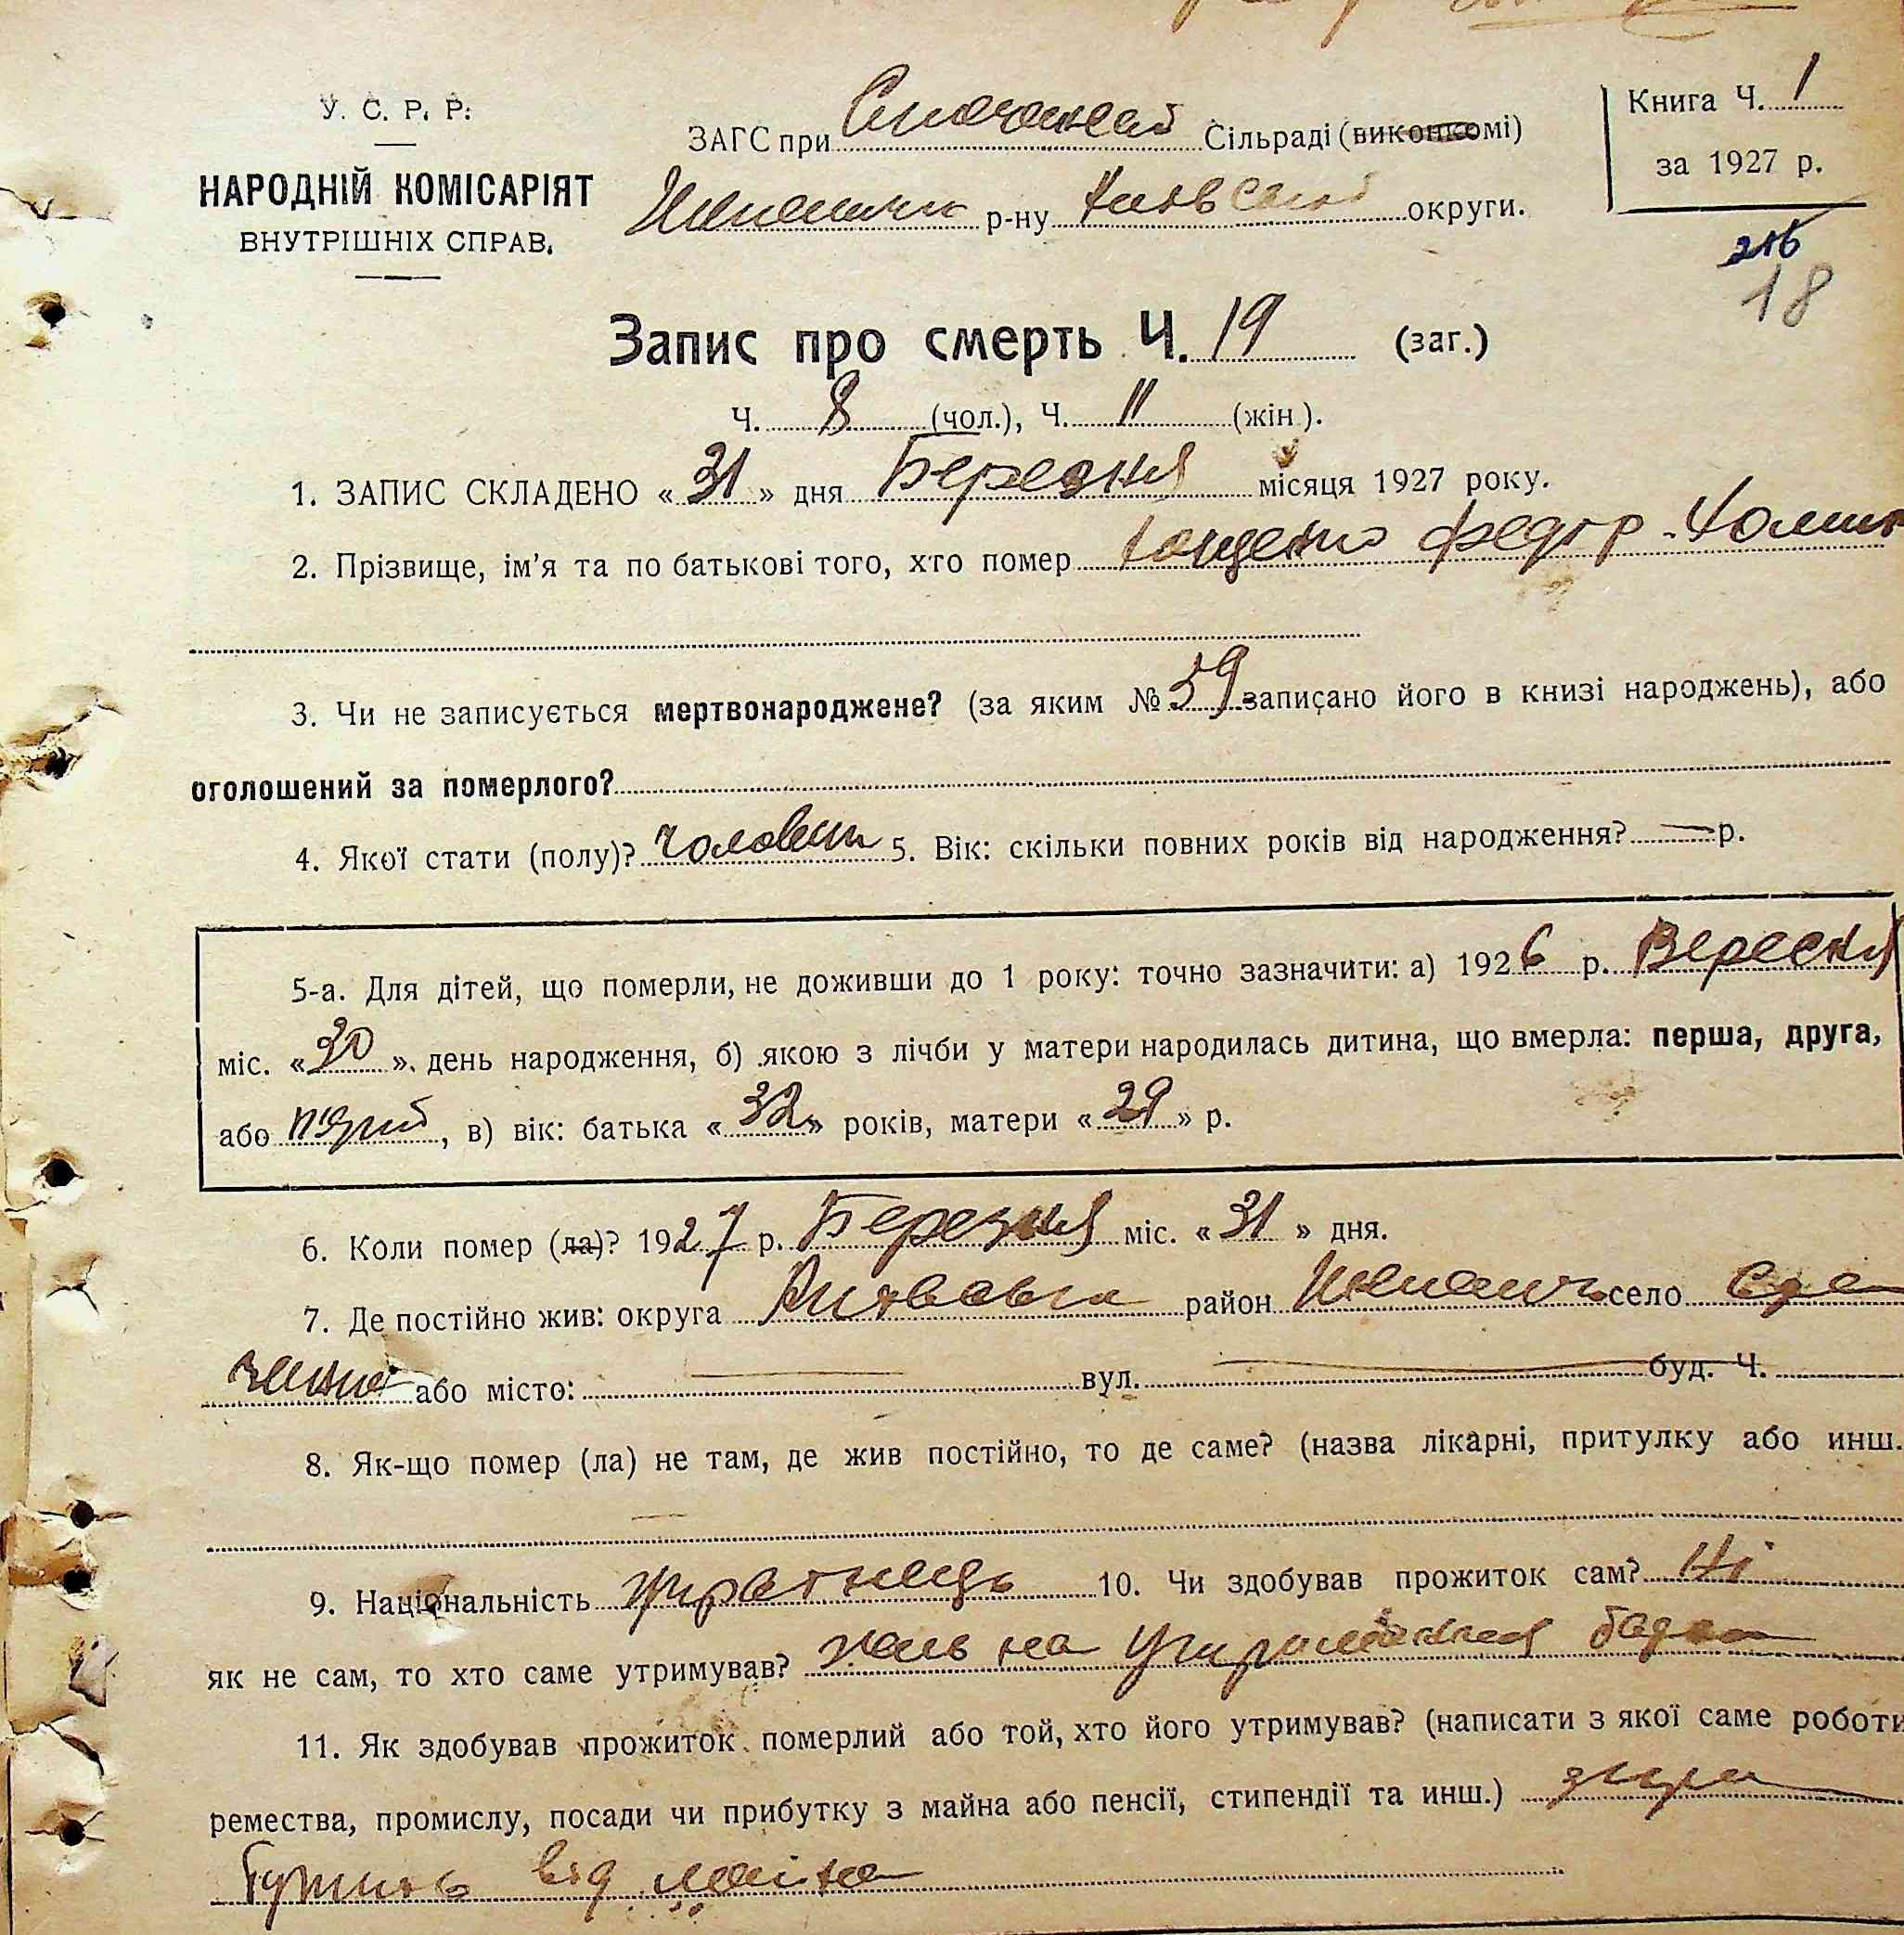 У. С. Р. Р.
НАРОДНІЙ КОМІСАРІЯТ
ВНУТРІШНІХ СПРАВ.
ЗАГС при Сільраді (виконкомі)
р-ну округи.
Книга Ч. 1
за 1927 р.
216
18
Запис про смерть Ч. 19 (заг.)
Ч. 8 (чол.), Ч. 11 (жін.).
1. ЗАПИС СКЛАДЕНО « 31 » дня Березня місяця 1927 року.
2. Прізвище, ім'я та по батькові того, хто помер Федір
3. Чи не записується мертвонароджене? (за яким № 59 записано його в книзі народжень), або
оголошений за померлого?
4. Якої стати (полу)? 5. Вік: скільки повних років від народження? — р.
5-а. Для дітей, що померли, не доживши до 1 року: точно зазначити: а) 1926 р. Вересня
міс. « 30 » день народження, б) якою з лічби у матери народилась дитина, що вмерла: перша, друга,
або , в) вік: батька « 32 » років, матери « 29 » р.
6. Коли помер (ла)? 1927 р. Березня міс. « 31 » дня.
7. Де постійно жив: округа район село
або місто: вул. буд. Ч.
8. Як-що помер (ла) не там, де жив постійно, то де саме? (назва лікарні, притулку або инш.
9. Національність 10. Чи здобував прожиток сам? Ні
як не сам, то хто саме утримував? на
11. Як здобував прожиток померлий або той, хто його утримував? (написати з якої саме роботи
ремества, промислу, посади чи прибутку з майна або пенсії, стипендії та инш.)
від